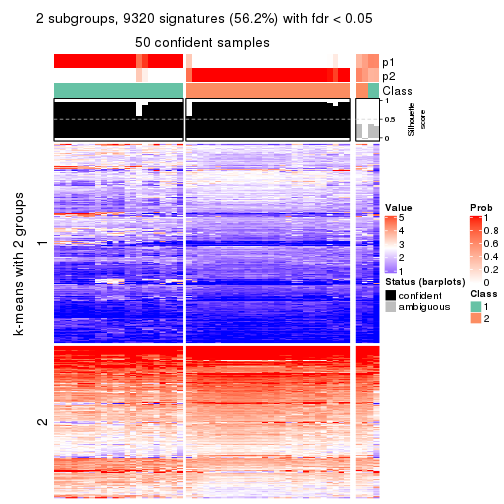 2 subgroups, 9320 signatures (56.2%) with fdr < 0.05
50 confident samples
p1
p2
Class
1
0.5
0
Silhouette
score
k-means with 2 groups
1
2
Value
5
4
3
2
1
Status (barplots)
confident
ambiguous
Prob
1
0.8
0.6
0.4
0.2
0
Class
1
2